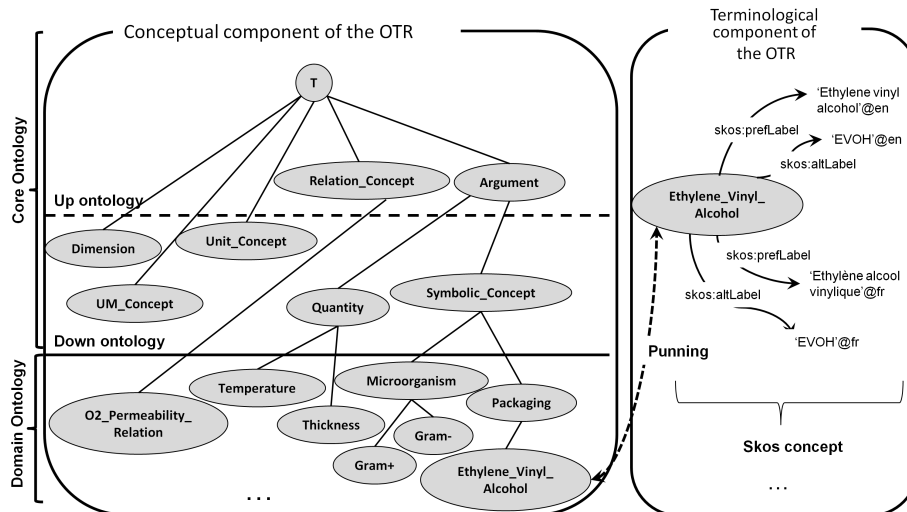 Conceptual component of the OTR
Terminological
component of
the OTR
Core Ontology
Domain Ontology
T
Relation_Concept
Argument
Up ontology
Dimension
Unit_Concept
UM_Concept
Quantity
Symbolic_Concept
Down ontology
Temperature
Microorganism
Packaging
O2_Permeability_
Relation
Thickness
Gram-
Gram+
Ethylene_Vinyl_
Alcohol
...
Punning
'Ethylene vinyl
alcohol'@en
skos:prefLabel
'EVOH'@en
skos:altLabel
Ethylene_Vinyl_
Alcohol
skos:prefLabel
'Ethylène alcool
vinylique'@fr
skos:altLabel
'EVOH'@fr
Skos concept
...